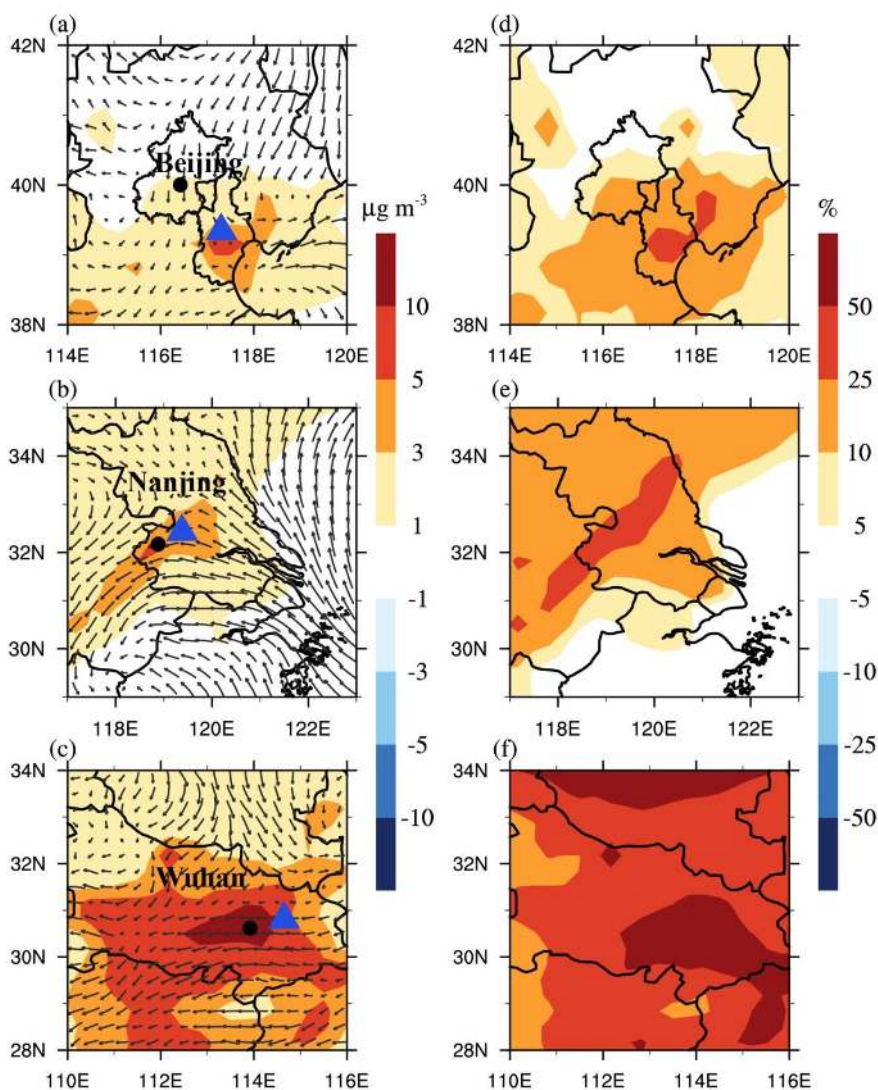 (a)
(d)
42N
42N
Beijing
40N
40N
38N
38N
114E 116E 118E 120E
114E 116E 118E 120E
μg m⁻³
%
10
50
5
25
3
10
1
5
-1
-5
-3
-10
-5
-25
-10
-50
(b)
(e)
34N
34N
Nanjing
32N
32N
30N
30N
118E 120E 122E
118E 120E 122E
(c)
(f)
34N
34N
32N
32N
Wuhan
30N
30N
28N
28N
110E 112E 114E 116E
110E 112E 114E 116E